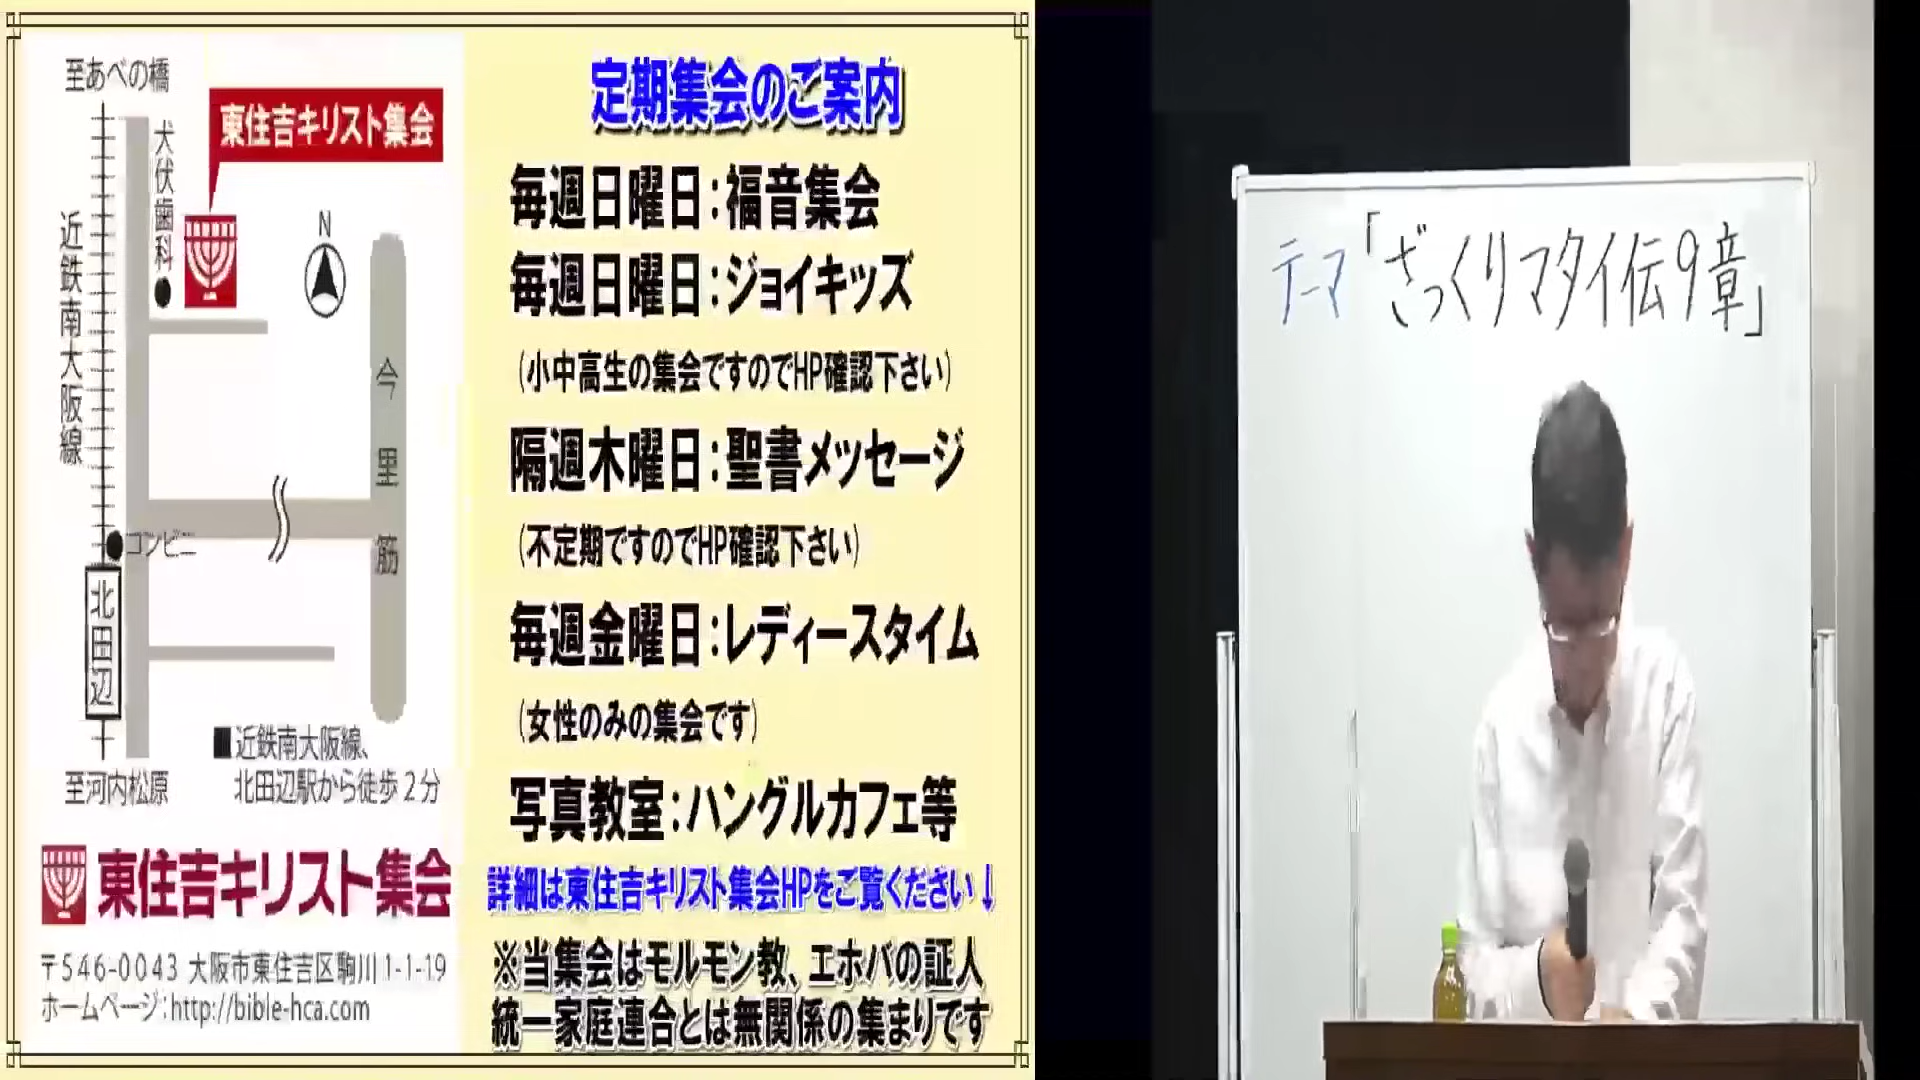 至あべの橋
東住吉キリスト集会
犬伏歯科
近鉄南大阪線
N
今里筋
コンビニ
北田辺
■近鉄南大阪線、
北田辺駅から徒歩2分
至河内松原
東住吉キリスト集会
〒546-0043 大阪市東住吉区駒川1-1-19
ホームページ:http://bible-hca.com
定期集会のご案内
毎週日曜日:福音集会
毎週日曜日:ジョイキッズ
(小中高生の集会ですのでHP確認下さい)
隔週木曜日:聖書メッセージ
(不定期ですのでHP確認下さい)
毎週金曜日:レディースタイム
(女性のみの集会です)
写真教室:ハングルカフェ等
詳細は東住吉キリスト集会HPをご覧ください↓
※当集会はモルモン教、エホバの証人
統一家庭連合とは無関係の集まりです
テーマ「ざっくりマタイ伝9章」